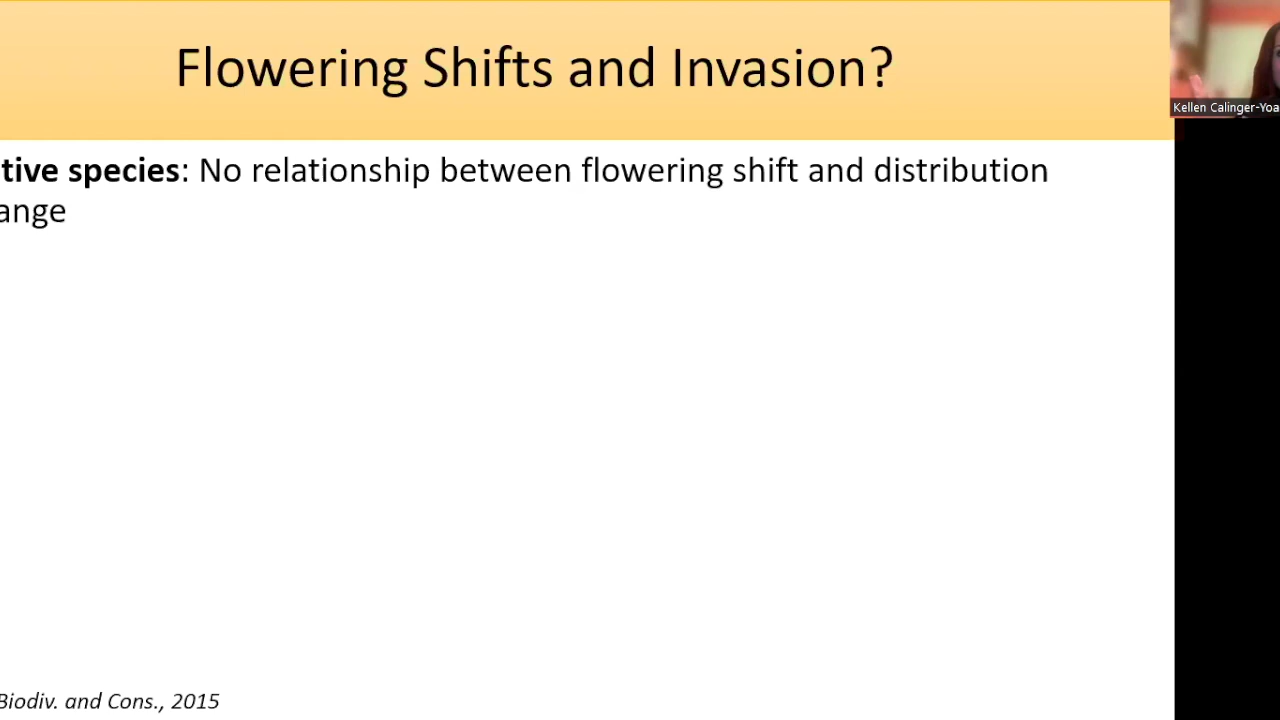 Flowering Shifts and Invasion?
Kellen Calinger-Yoa
tive species: No relationship between flowering shift and distribution
ange
Biodiv. and Cons., 2015